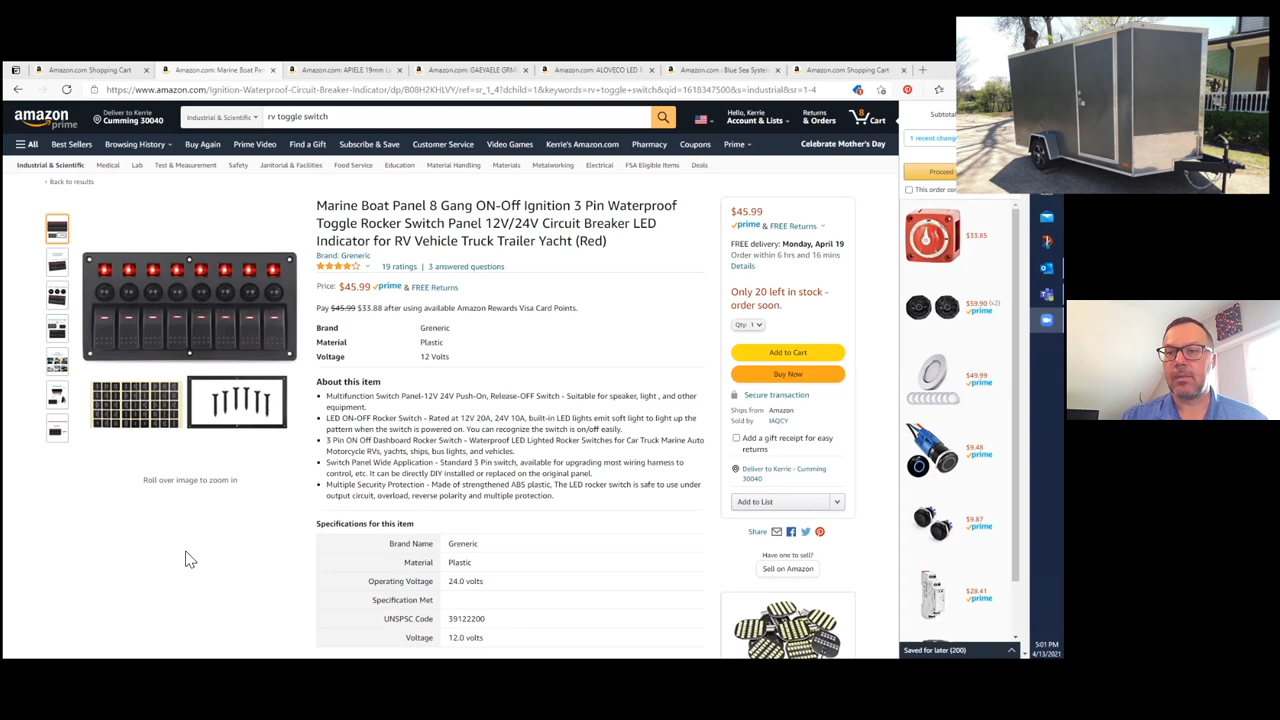 Amazon.com Shopping Cart
Amazon.com: Marine Boat Pan
Amazon.com: APIELE 19mm L
Amazon.com: GAEYAELE GRM
Amazon.com: ALOVECO LED
Amazon.com : Blue Sea System
Amazon.com Shopping Cart
https://www.amazon.com/Ignition-Waterproof-Circuit-Breaker-Indicator/dp/B08H2KHLVY/ref=sr_1_4?dchild=1&keywords=rv+toggle+switch&qid=1618347500&s=industrial&sr=1-4
amazon prime
Deliver to Kerrie
Cumming 30040
Industrial & Scientific
rv toggle switch
Hello, Kerrie
Account & Lists
Returns
& Orders
8
Cart
All Best Sellers Browsing History Buy Again Prime Video Find a Gift Subscribe & Save Customer Service Video Games Kerrie's Amazon.com Pharmacy Coupons Prime Celebrate Mother's Day
Industrial & Scientific Medical Lab Test & Measurement Safety Janitorial & Facilities Food Service Education Material Handling Materials Metalworking Electrical FSA Eligible Items Deals
‹ Back to results
Marine Boat Panel 8 Gang ON-Off Ignition 3 Pin Waterproof
Toggle Rocker Switch Panel 12V/24V Circuit Breaker LED
Indicator for RV Vehicle Truck Trailer Yacht (Red)
Brand: Greneric
19 ratings | 3 answered questions
Price: $45.99 prime & FREE Returns
Pay $45.99 $33.88 after using available Amazon Rewards Visa Card Points.
Brand Greneric
Material Plastic
Voltage 12 Volts
About this item
• Multifunction Switch Panel-12V 24V Push-On, Release-OFF Switch - Suitable for speaker, light , and other
equipment.
• LED ON-OFF Rocker Switch - Rated at 12V 20A, 24V 10A, built-in LED lights emit soft light to light up the
pattern when the switch is powered on. You can recognize the switch is on/off easily.
• 3 Pin ON Off Dashboard Rocker Switch - Waterproof LED Lighted Rocker Switches for Car Truck Marine Auto
Motorcycle RVs, yachts, ships, bus lights, and vehicles.
• Switch Panel Wide Application - Standard 3 Pin switch, available for upgrading most wiring harness to
control, etc. It can be directly DIY installed or replaced on the original panel.
• Multiple Security Protection - Made of strengthened ABS plastic, The LED rocker switch is safe to use under
output circuit, overload, reverse polarity and multiple protection.
Roll over image to zoom in
Specifications for this item
Brand Name Greneric
Material Plastic
Operating Voltage 24.0 volts
Specification Met
UNSPSC Code 39122200
Voltage 12.0 volts
$45.99
prime & FREE Returns
FREE delivery: Monday, April 19
Order within 6 hrs and 16 mins
Details
Only 20 left in stock -
order soon.
Qty: 1
Add to Cart
Buy Now
Secure transaction
Ships from Amazon
Sold by IAQCY
Add a gift receipt for easy
returns
Deliver to Kerrie - Cumming
30040
Add to List
Share
Have one to sell?
Sell on Amazon
Subtotal
1 recent chang
Proceed
This order con
$33.85
$59.90 (x2)
prime
$49.99
prime
$9.48
prime
$9.87
prime
$28.41
prime
Saved for later (200)
5:01 PM
4/13/2021